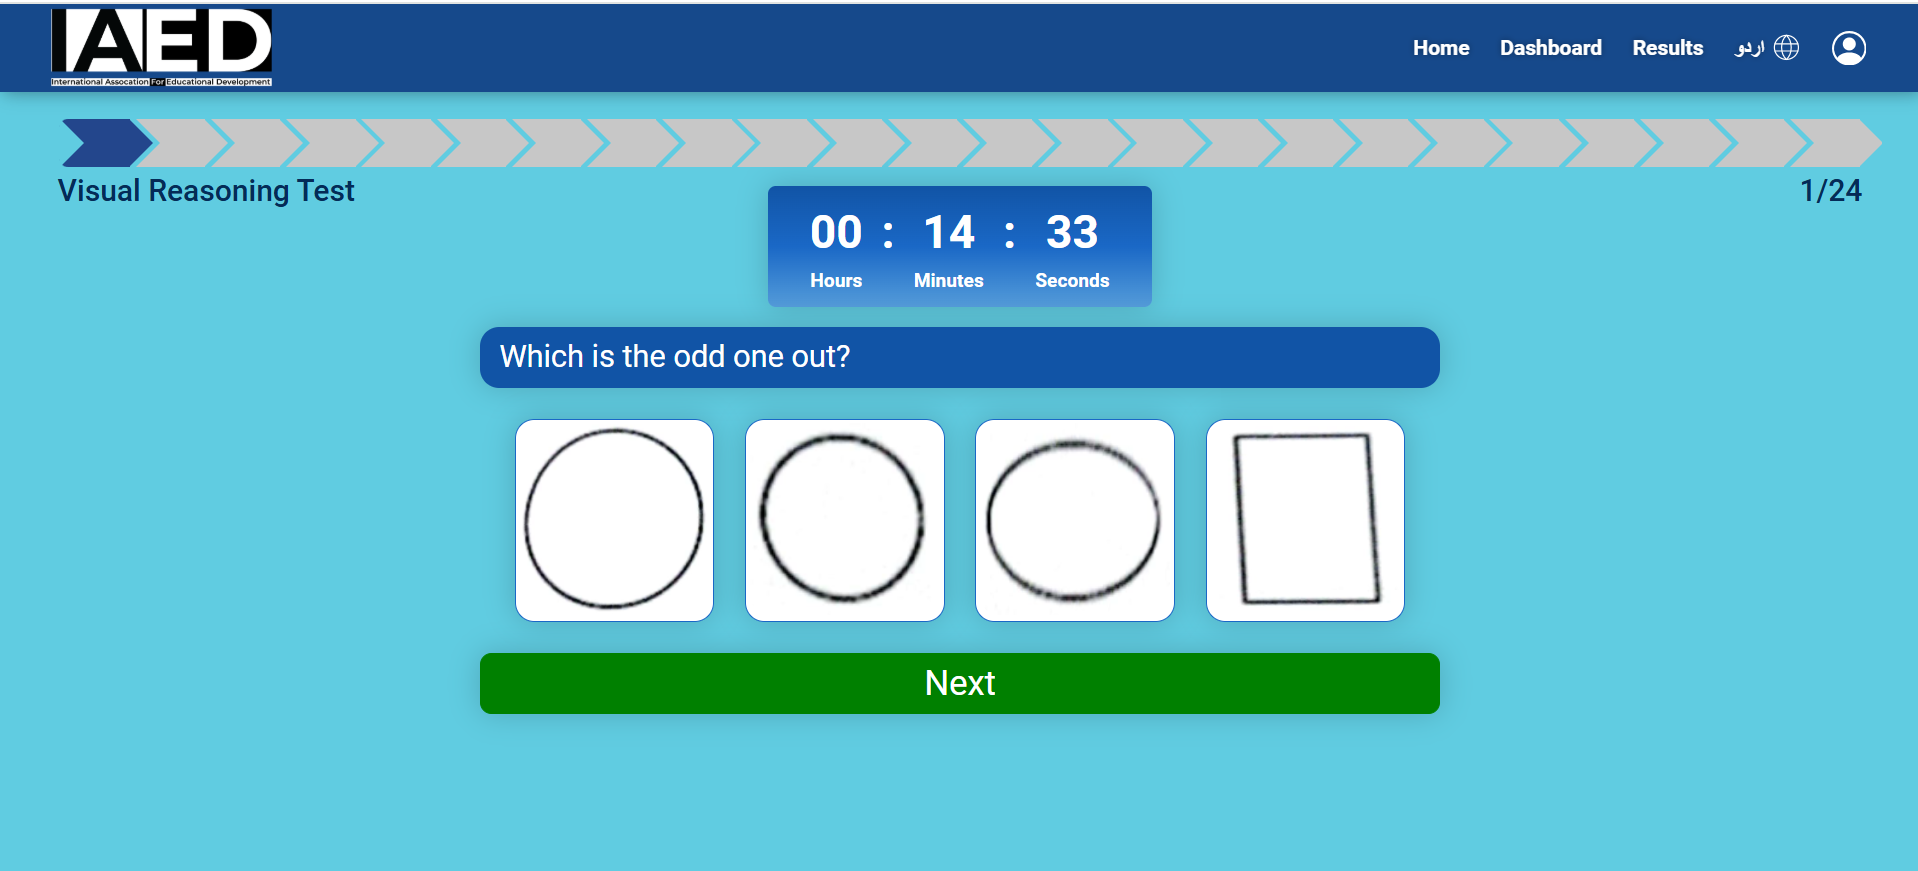 IAED
International Assocation For Educational Development
Home Dashboard Results اردو
Visual Reasoning Test
1/24
00 : 14 : 33
Hours Minutes Seconds
Which is the odd one out?
Next